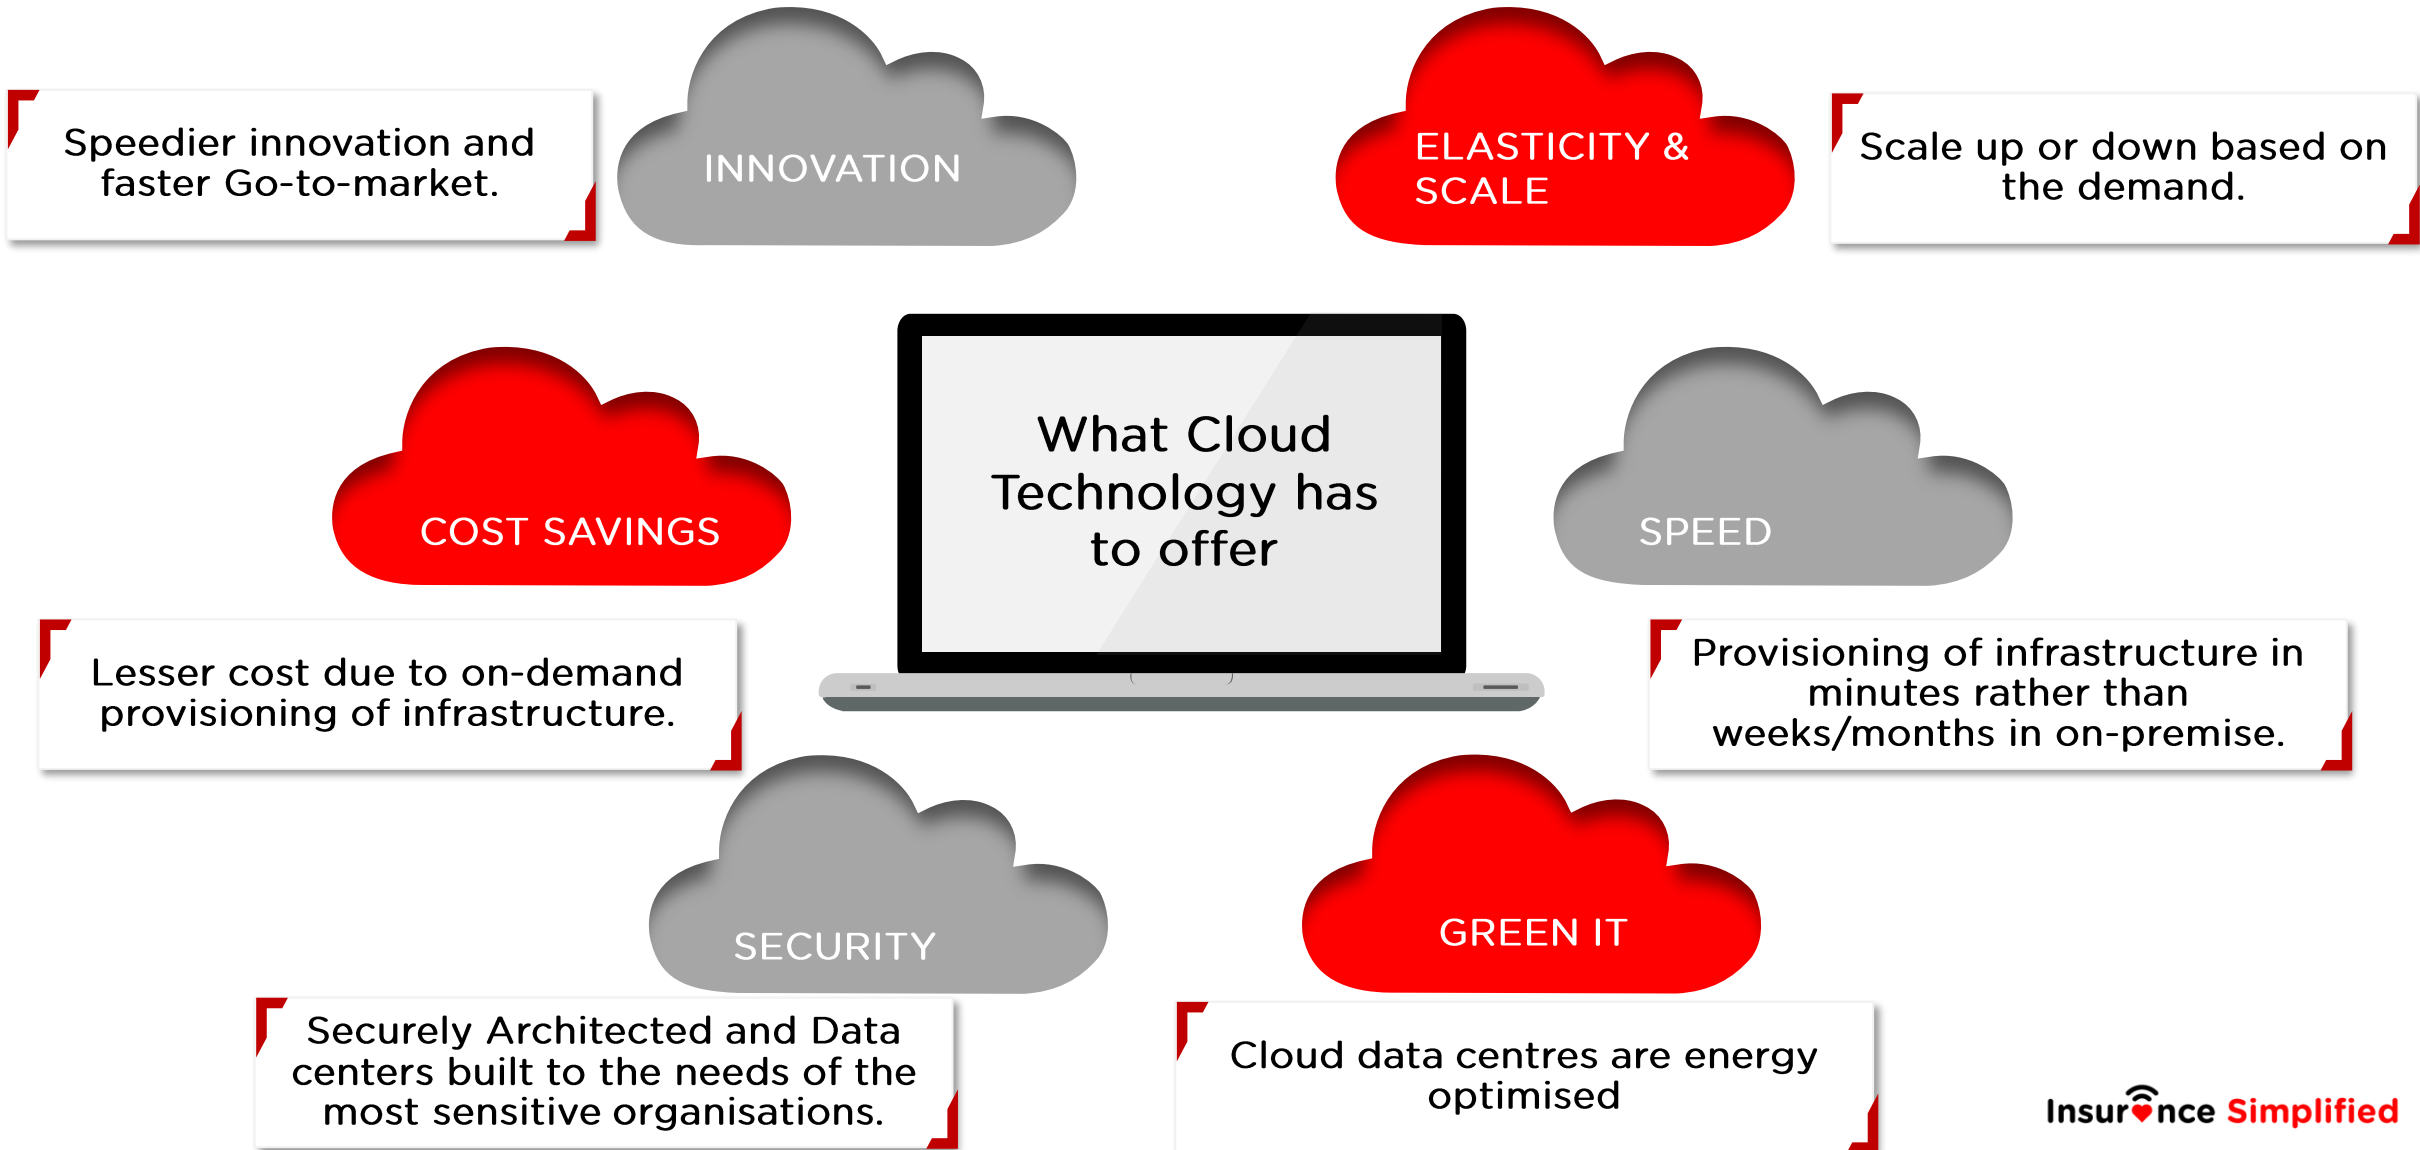 Speedier innovation and
faster Go-to-market.
INNOVATION
ELASTICITY &
SCALE
Scale up or down based on
the demand.
COST SAVINGS
Lesser cost due to on-demand
provisioning of infrastructure.
What Cloud
Technology has
to offer
SPEED
Provisioning of infrastructure in
minutes rather than
weeks/months in on-premise.
SECURITY
Securely Architected and Data
centers built to the needs of the
most sensitive organisations.
GREEN IT
Cloud data centres are energy
optimised
Insurance Simplified